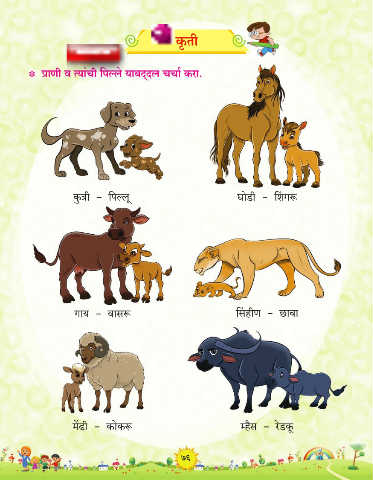 कृती
❊ प्राणी व त्यांची पिल्ले याबद्दल चर्चा करा.
कुत्री – पिल्लू
घोडी – शिंगरू
गाय – वासरू
सिंहीण – छावा
मेंढी – कोकरू
म्हैस – रेडकू
७६